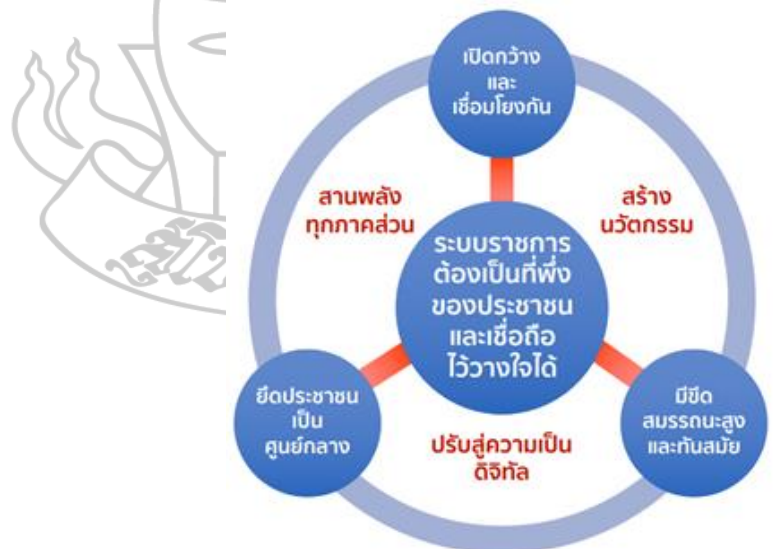 เปิดกว้าง
และ
เชื่อมโยงกัน
สานพลัง
ทุกภาคส่วน
สร้าง
นวัตกรรม
ระบบราชการ
ต้องเป็นที่พึ่ง
ของประชาชน
และเชื่อถือ
ไว้วางใจได้
ยึดประชาชน
เป็น
ศูนย์กลาง
มีขีด
สมรรถนะสูง
และทันสมัย
ปรับสู่ความเป็น
ดิจิทัล